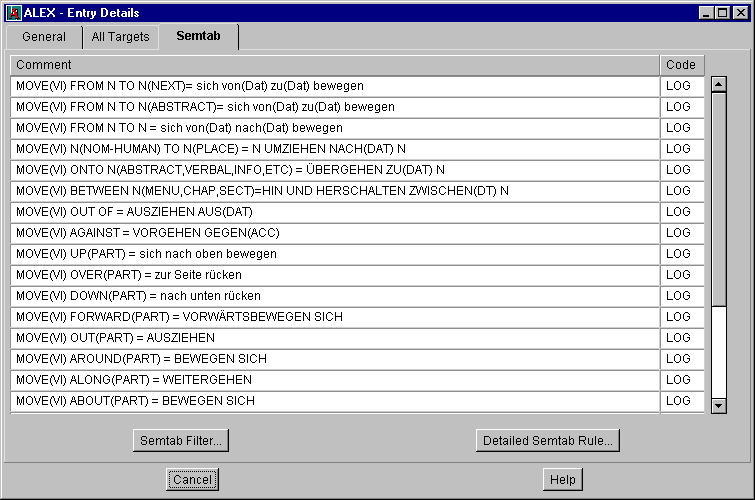 ALEX - Entry Details
General All Targets Semtab
Comment Code
MOVE(VI) FROM N TO N(NEXT)= sich von(Dat) zu(Dat) bewegen LOG
MOVE(VI) FROM N TO N(ABSTRACT)= sich von(Dat) zu(Dat) bewegen LOG
MOVE(VI) FROM N TO N = sich von(Dat) nach(Dat) bewegen LOG
MOVE(VI) N(NOM-HUMAN) TO N(PLACE) = N UMZIEHEN NACH(DAT) N LOG
MOVE(VI) ONTO N(ABSTRACT,VERBAL,INFO,ETC) = ÜBERGEHEN ZU(DAT) N LOG
MOVE(VI) BETWEEN N(MENU,CHAP,SECT)=HIN UND HERSCHALTEN ZWISCHEN(DT) N LOG
MOVE(VI) OUT OF = AUSZIEHEN AUS(DAT) LOG
MOVE(VI) AGAINST = VORGEHEN GEGEN(ACC) LOG
MOVE(VI) UP(PART) = sich nach oben bewegen LOG
MOVE(VI) OVER(PART) = zur Seite rücken LOG
MOVE(VI) DOWN(PART) = nach unten rücken LOG
MOVE(VI) FORWARD(PART) = VORWÄRTSBEWEGEN SICH LOG
MOVE(VI) OUT(PART) = AUSZIEHEN LOG
MOVE(VI) AROUND(PART) = BEWEGEN SICH LOG
MOVE(VI) ALONG(PART) = WEITERGEHEN LOG
MOVE(VI) ABOUT(PART) = BEWEGEN SICH LOG
Semtab Filter... Detailed Semtab Rule...
Cancel Help